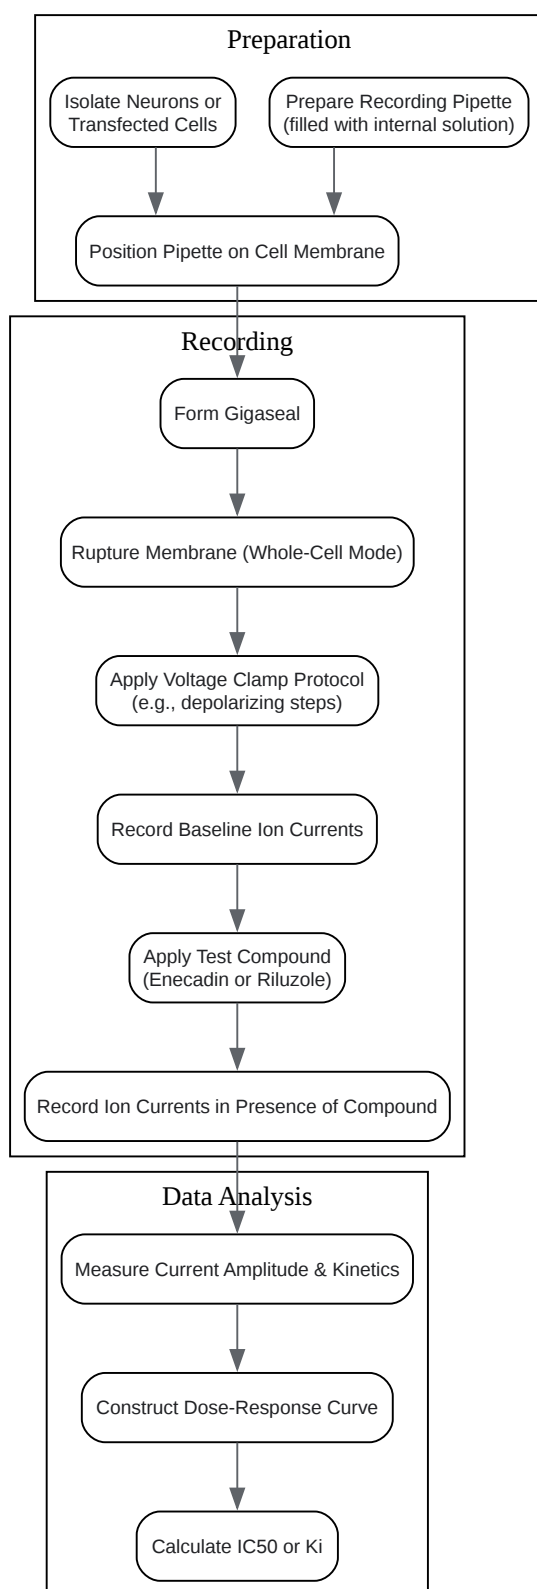 Preparation
Isolate Neurons or
Transfected Cells
Prepare Recording Pipette
(filled with internal solution)
Position Pipette on Cell Membrane
Recording
Form Gigaseal
Rupture Membrane (Whole-Cell Mode)
Apply Voltage Clamp Protocol
(e.g., depolarizing steps)
Record Baseline Ion Currents
Apply Test Compound
(Enecadin or Riluzole)
Record Ion Currents in Presence of Compound
Data Analysis
Measure Current Amplitude & Kinetics
Construct Dose-Response Curve
Calculate IC50 or Ki